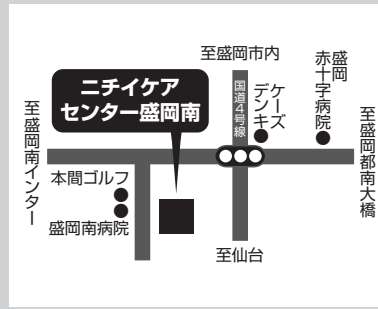 至盛岡市内
盛岡
赤十字病院
ニチイケア
センター盛岡南
国道4号線
ケーズ
デンキ
至盛岡南インター
至盛岡都南大橋
本間ゴルフ
盛岡南病院
至仙台